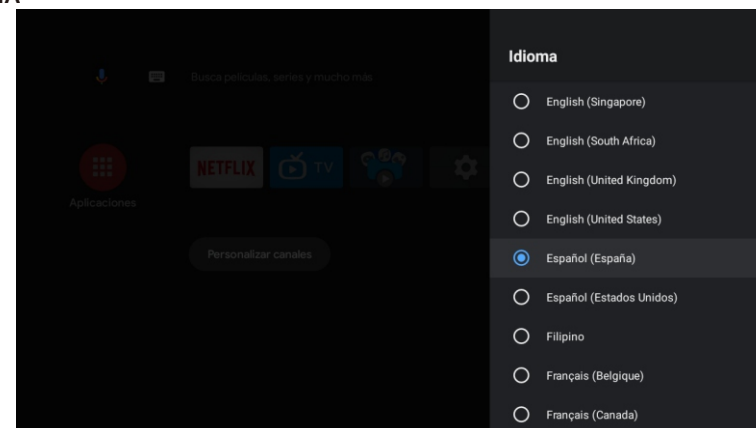 Idioma
Busca películas, series y mucho más
English (Singapore)
English (South Africa)
NETFLIX
TV
English (United Kingdom)
Aplicaciones
English (United States)
Personalizar canales
Español (España)
Español (Estados Unidos)
Filipino
Français (Belgique)
Français (Canada)